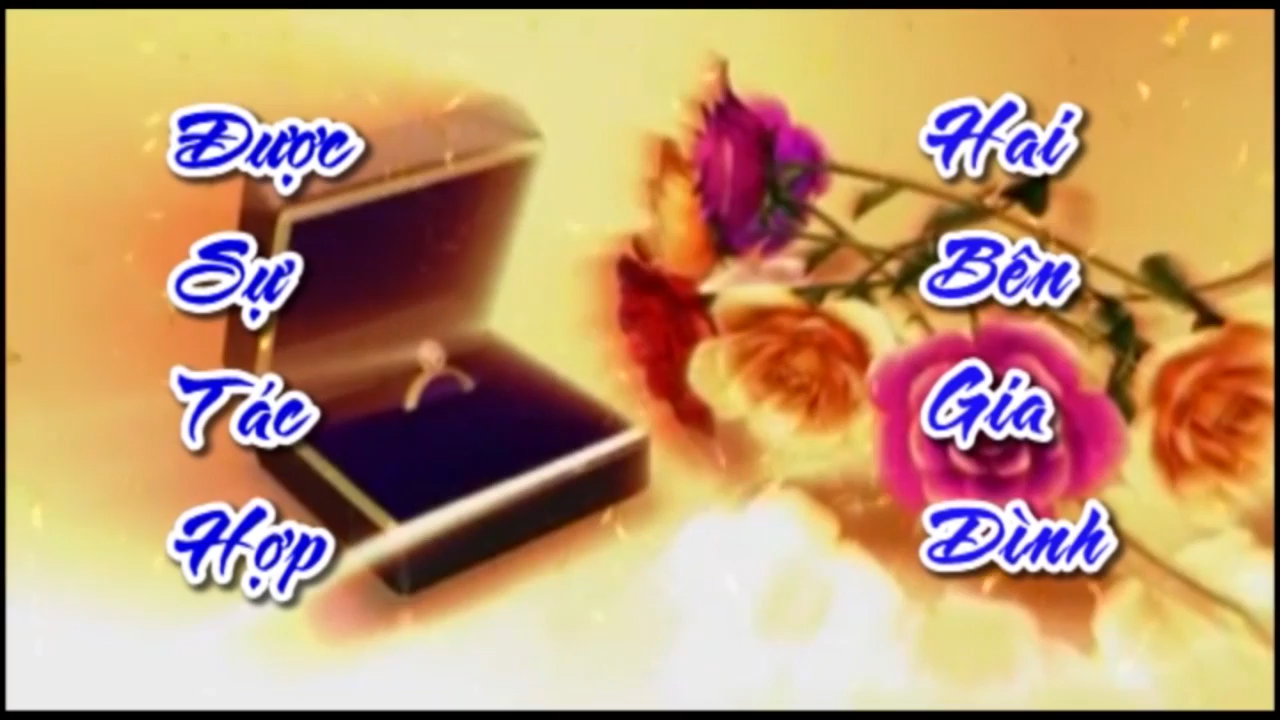 Được
Sự
Tác
Hợp
Hai
Bên
Gia
Đình